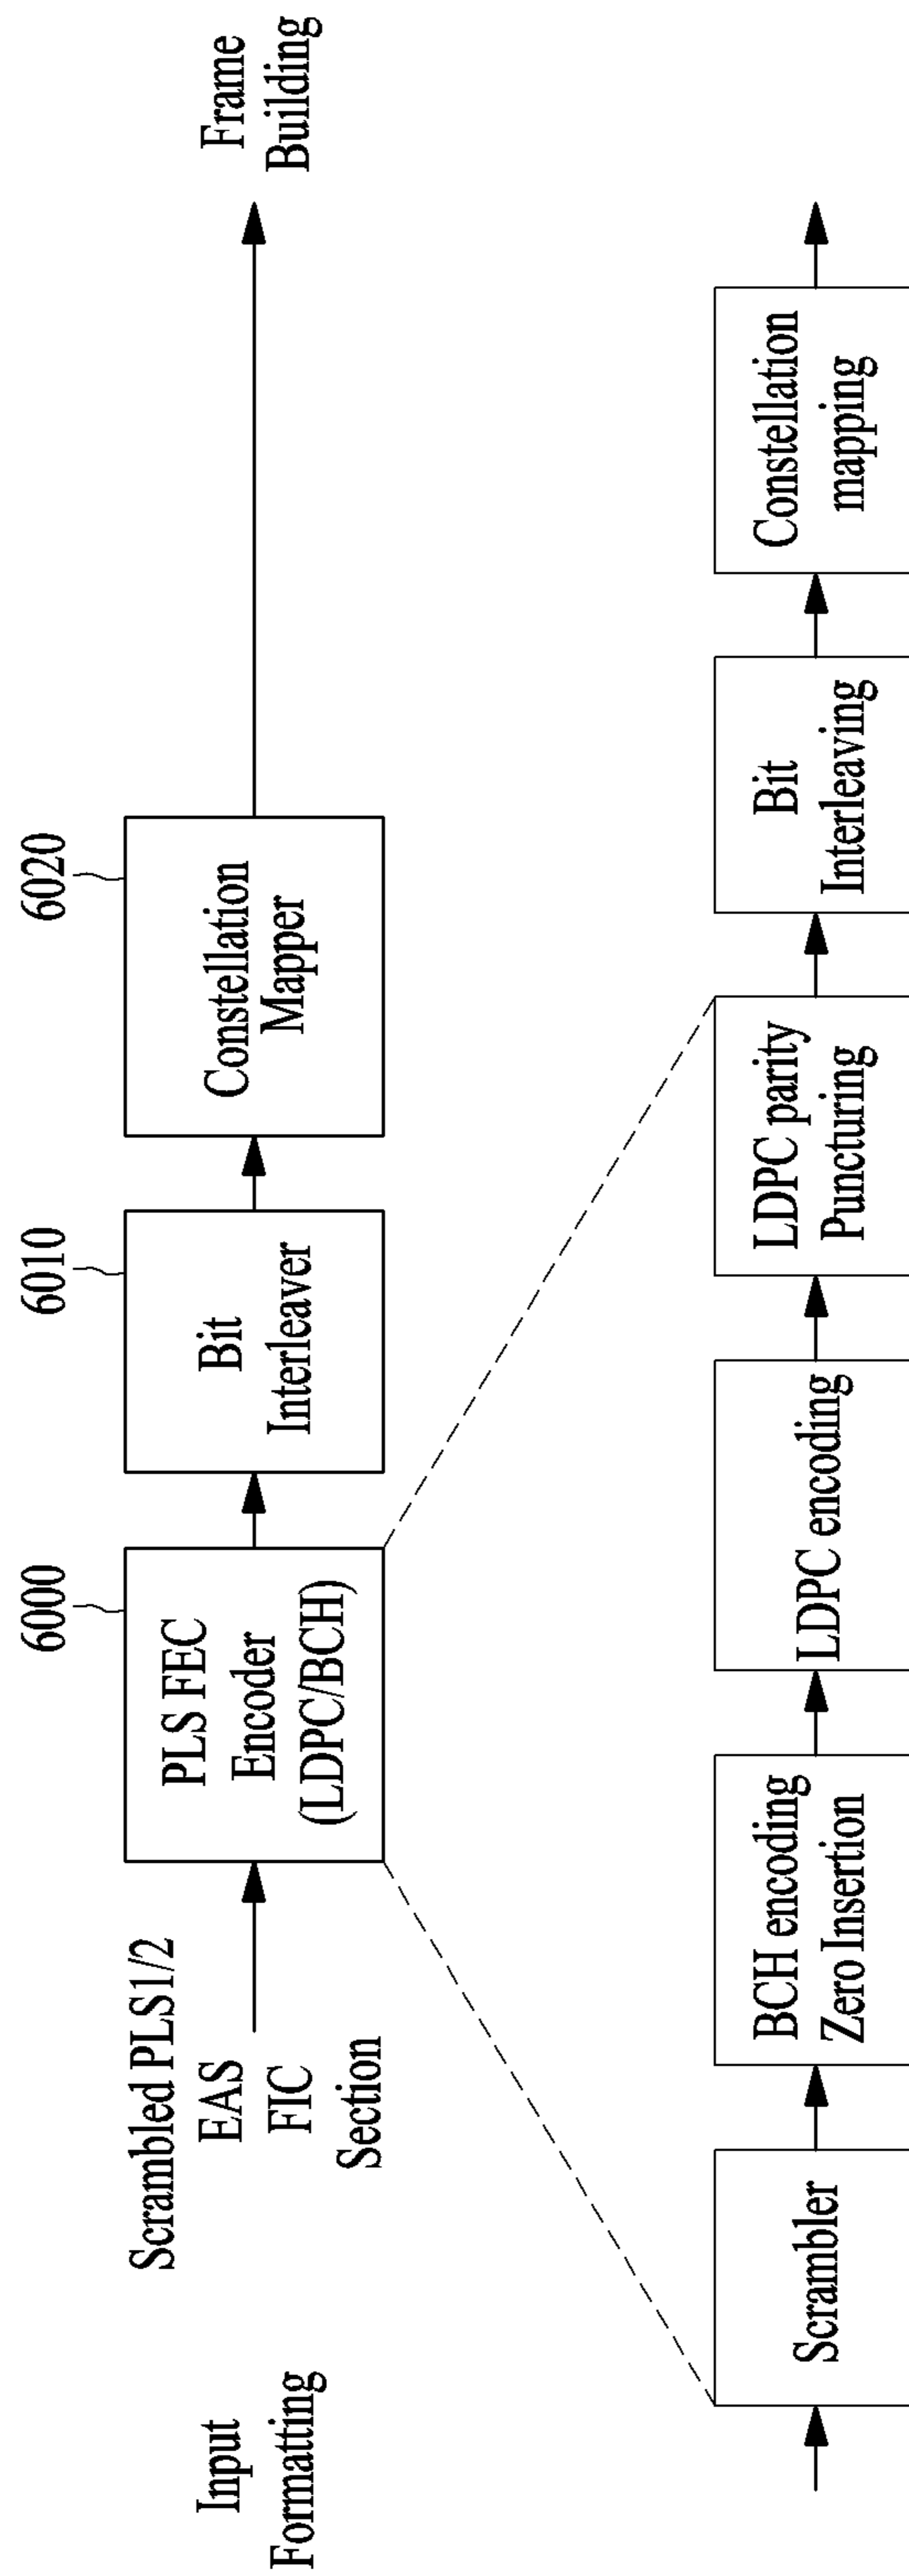 Input
Formatting
Scrambled PLS1/2
EAS
FIC
Section
6000
PLS FEC
Encoder
(LDPC/BCH)
6010
Bit
Interleaver
6020
Constellation
Mapper
Frame
Building
Scrambler
BCH encoding
Zero Insertion
LDPC encoding
LDPC parity
Puncturing
Bit
Interleaving
Constellation
mapping